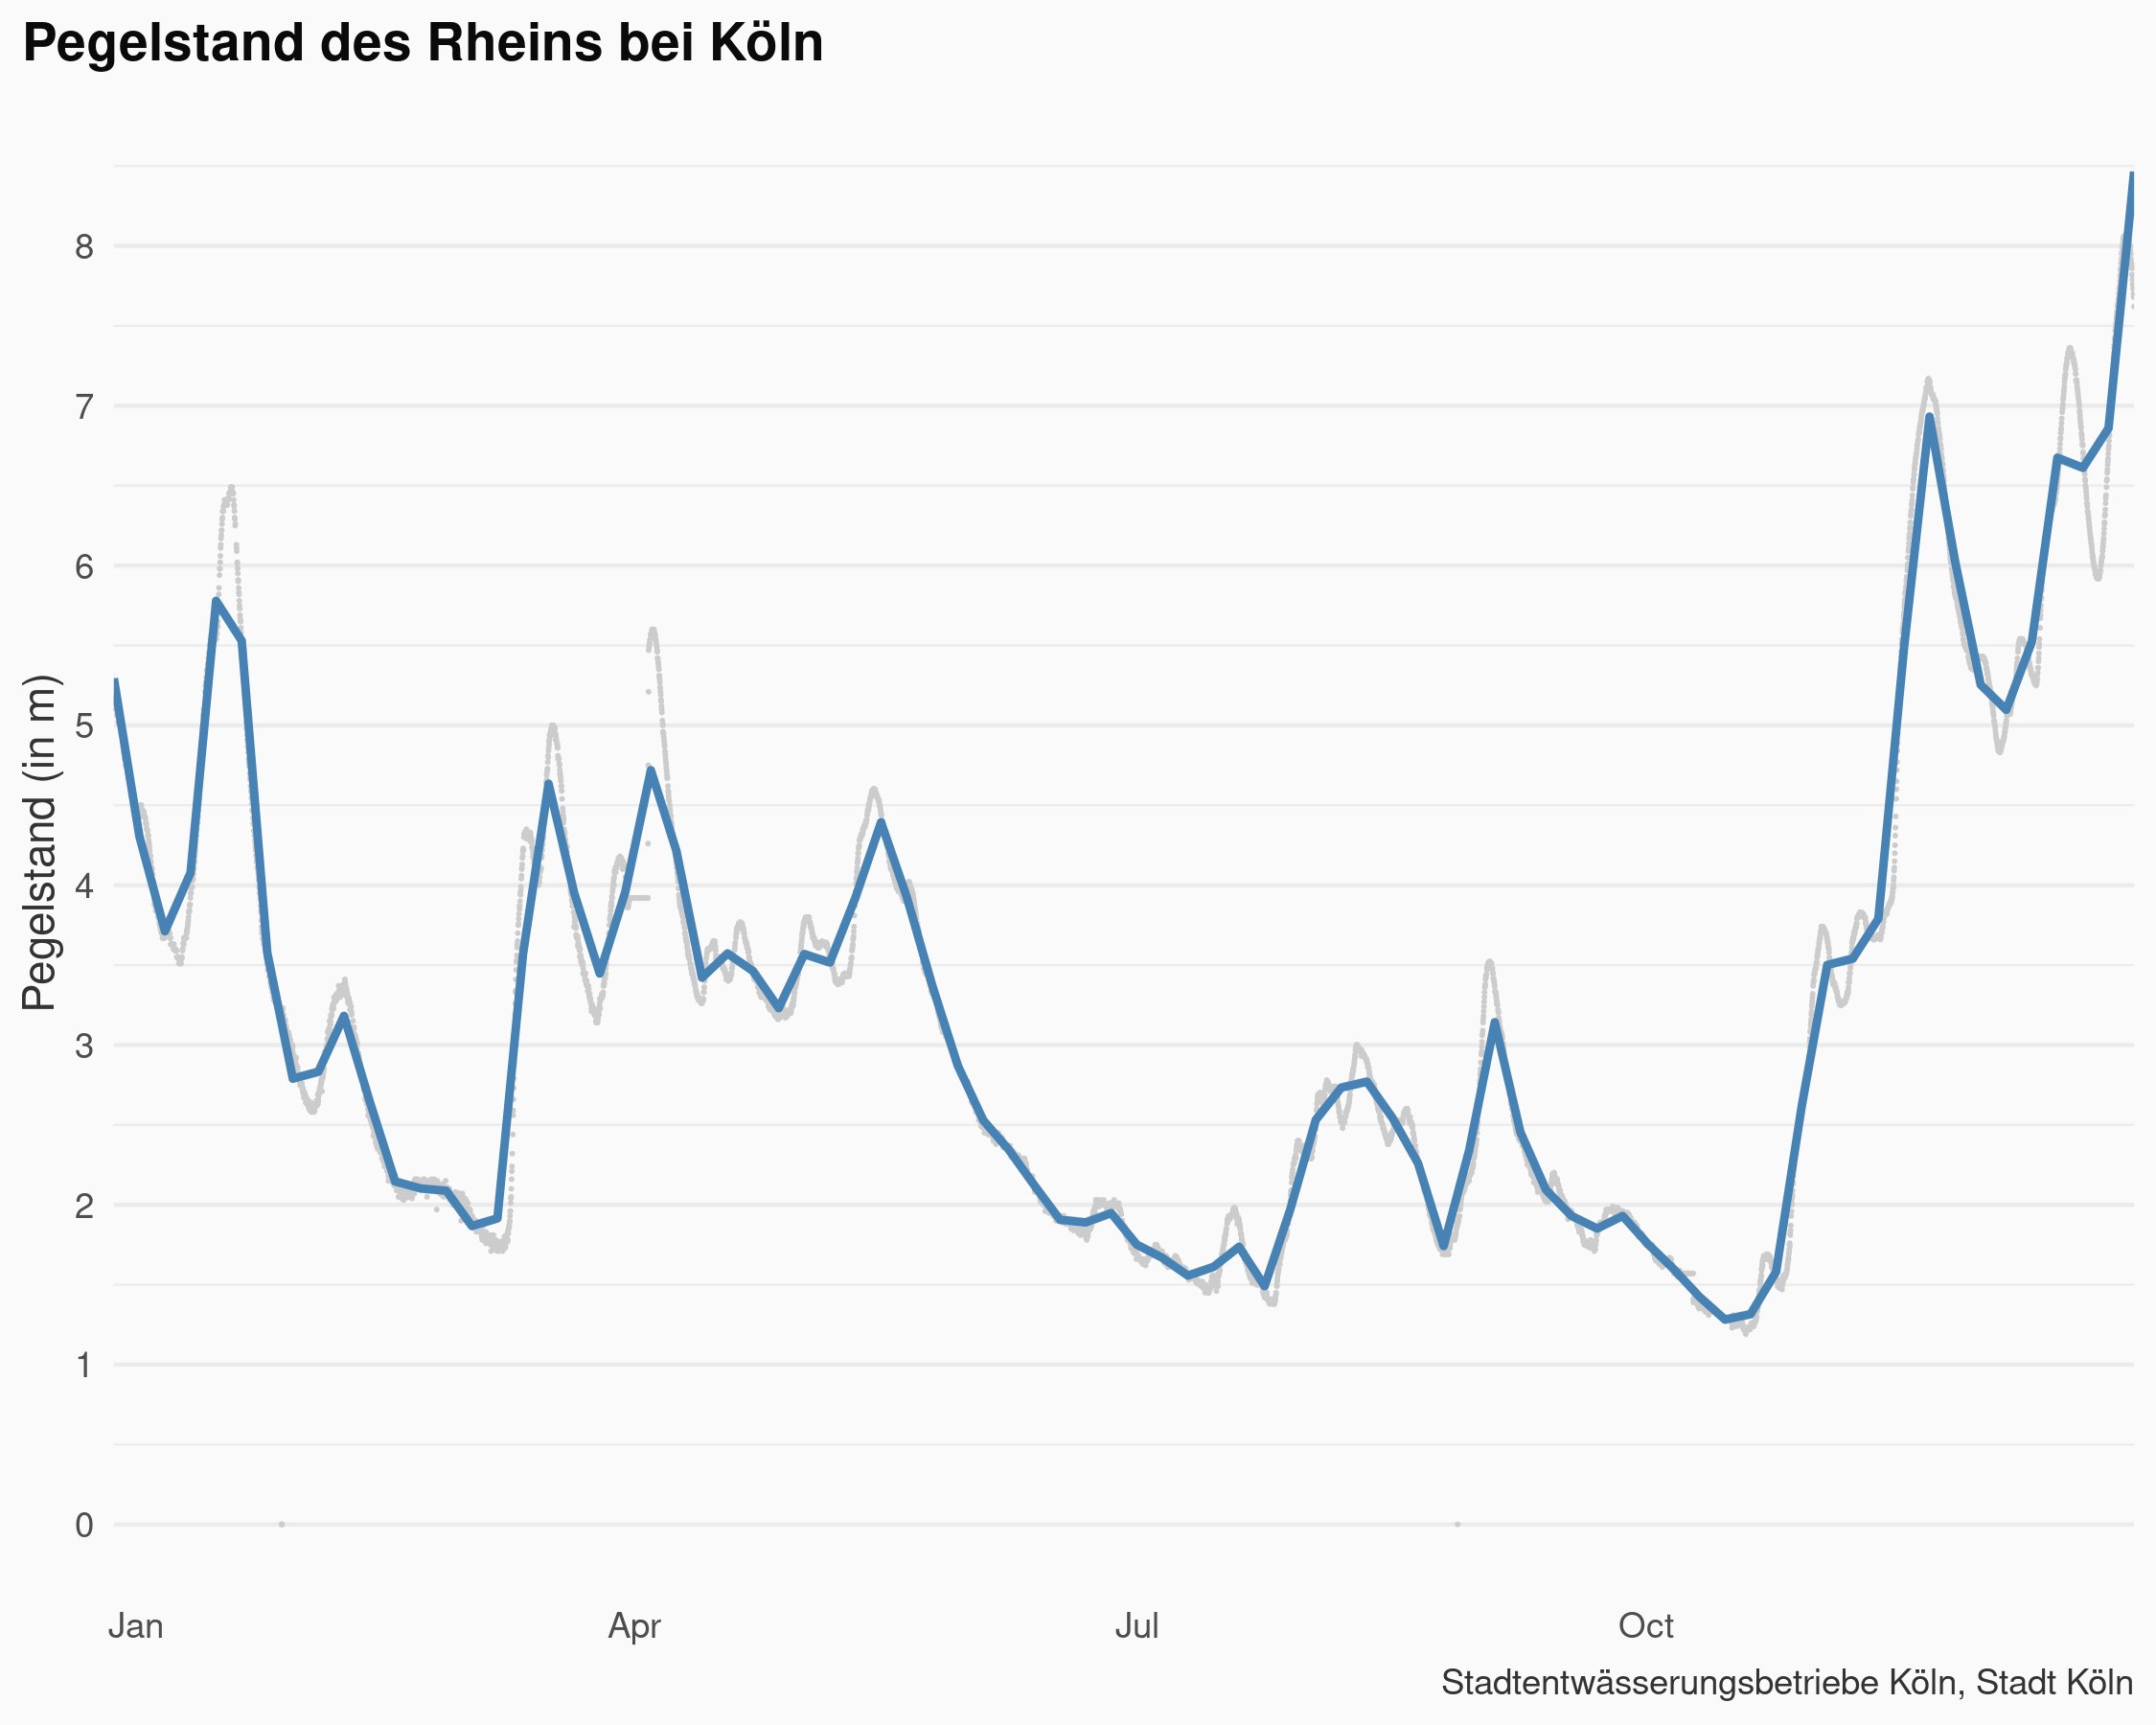 Pegelstand des Rheins bei Köln
Pegelstand (in m)
8
7
6
5
4
3
2
1
0
Jan Apr Jul Oct
Stadtentwässerungsbetriebe Köln, Stadt Köln